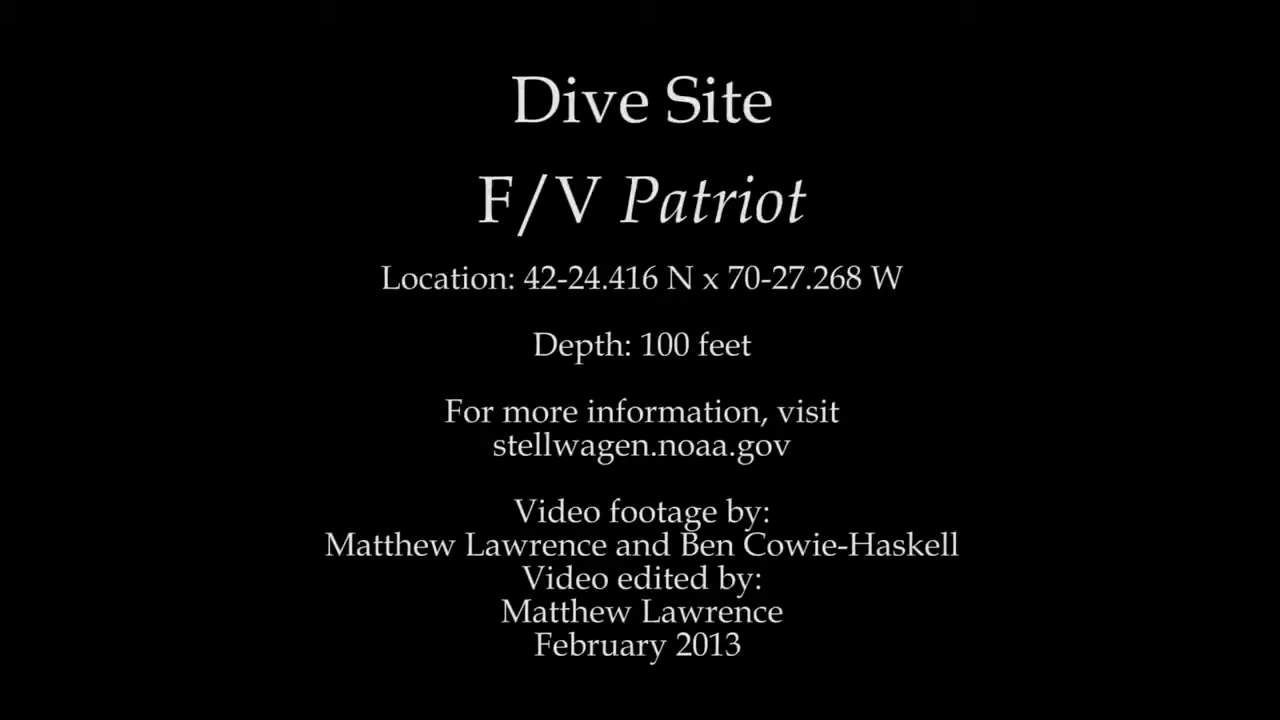 Dive Site
F/V Patriot
Location: 42-24.416 N x 70-27.268 W
Depth: 100 feet
For more information, visit
stellwagen.noaa.gov
Video footage by:
Matthew Lawrence and Ben Cowie-Haskell
Video edited by:
Matthew Lawrence
February 2013